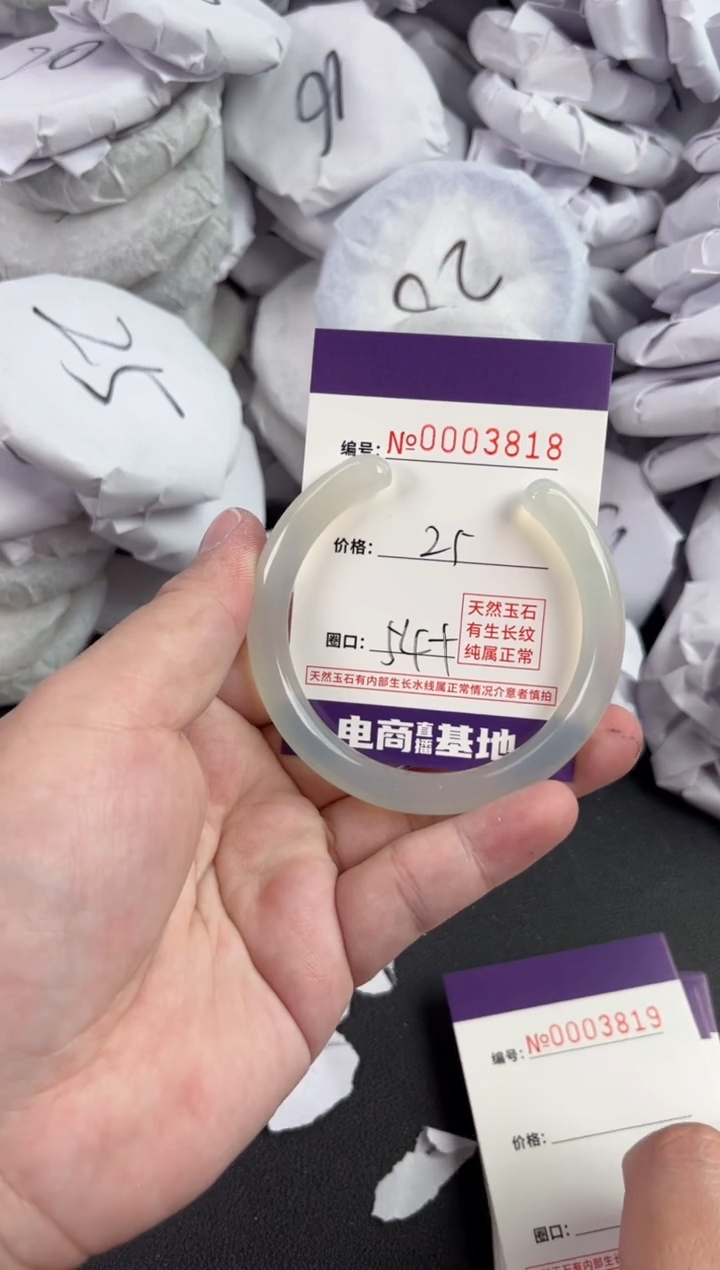 16
20
25
编号: №0003818
价格: 25
圈口: 54+
天然玉石
有生长纹
纯属正常
天然玉石有内部生长水线属正常情况介意者慎拍
电商直播基地
编号: №0003819
价格:
圈口: